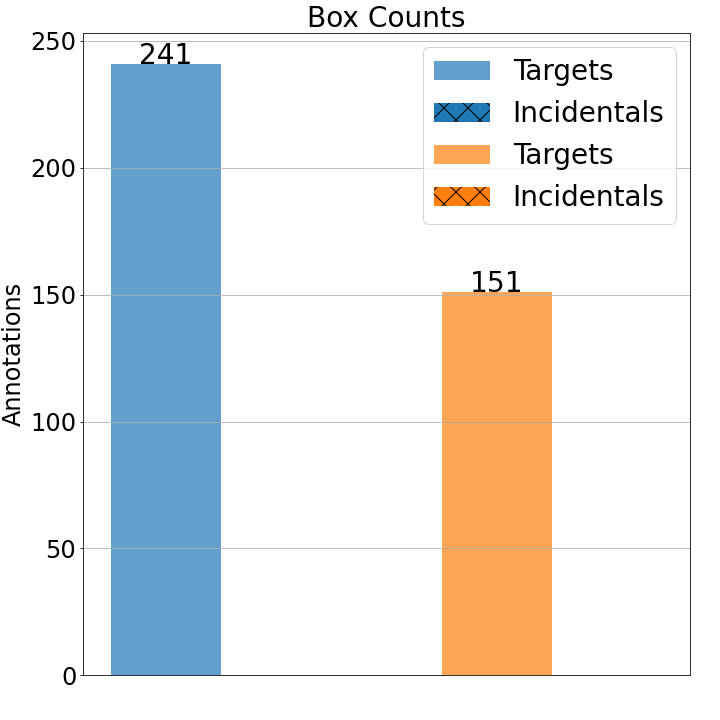 Box Counts
Annotations
250
200
150
100
50
0
241
151
Targets
Incidentals
Targets
Incidentals